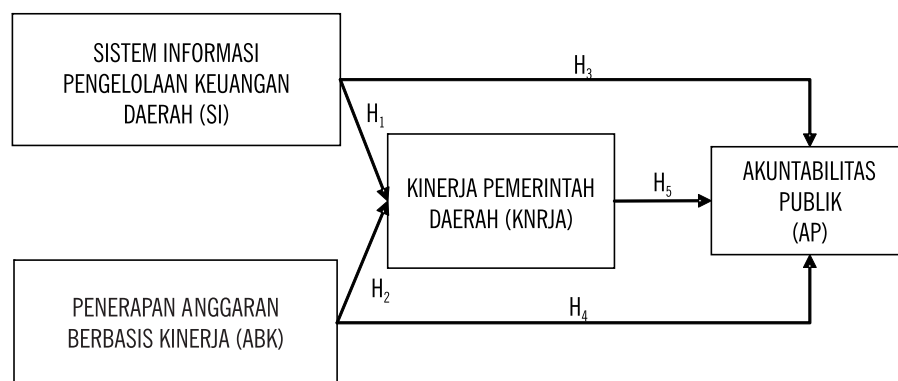 SISTEM INFORMASI
PENGELOLAAN KEUANGAN
DAERAH (SI)
H₃
H₁
KINERJA PEMERINTAH
DAERAH (KNRJA)
H₅
AKUNTABILITAS
PUBLIK
(AP)
H₂
PENERAPAN ANGGARAN
BERBASIS KINERJA (ABK)
H₄